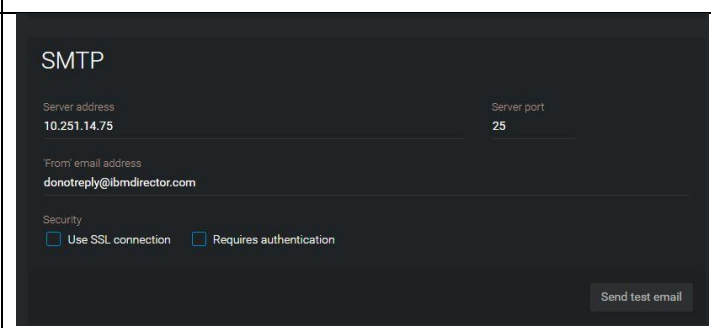 SMTP
Server address Server port
10.251.14.75 25
'From' email address
donotreply@ibmdirector.com
Security
Use SSL connection Requires authentication
Send test email